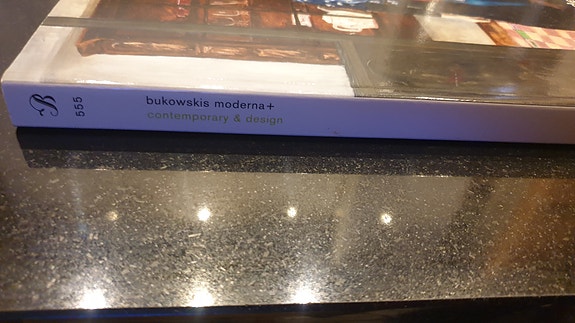 B
555
bukowskis moderna+
contemporary & design